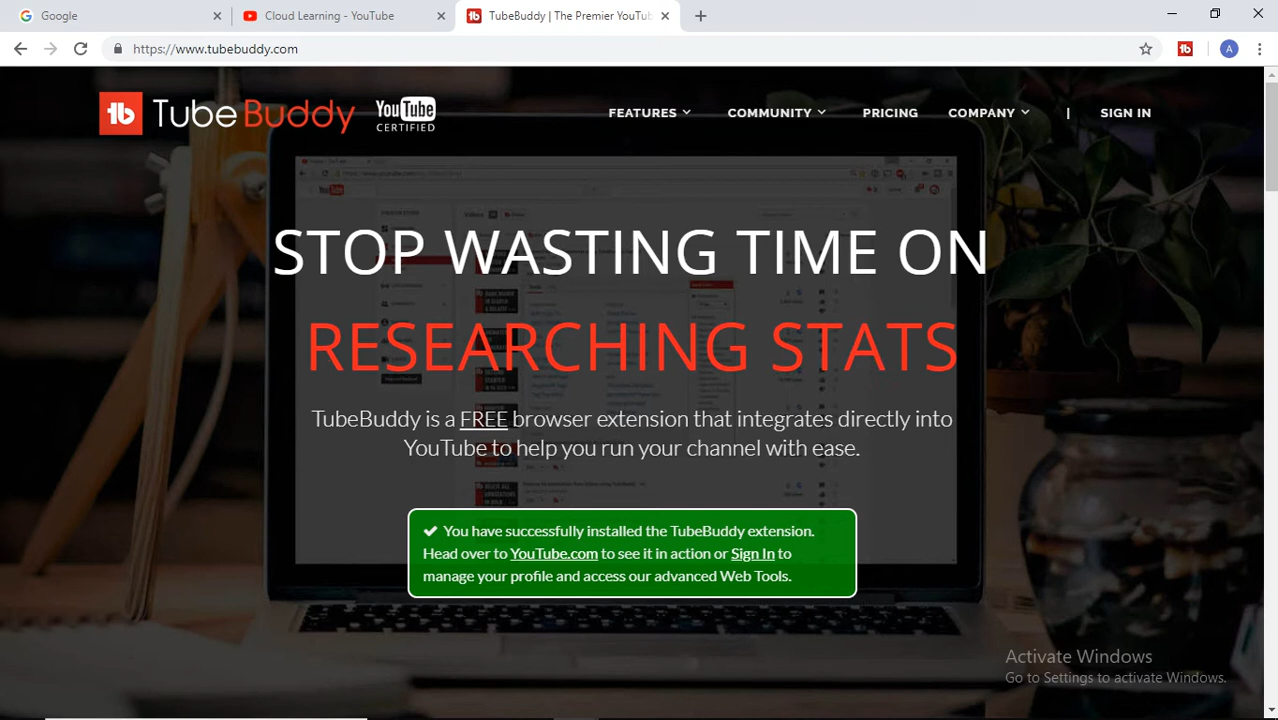 Google
Cloud Learning - YouTube
TubeBuddy | The Premier YouTub
https://www.tubebuddy.com
A
tb TubeBuddy
YouTube
CERTIFIED
FEATURES
COMMUNITY
PRICING
COMPANY
|
SIGN IN
STOP WASTING TIME ON
RESEARCHING STATS
TubeBuddy is a FREE browser extension that integrates directly into
YouTube to help you run your channel with ease.
You have successfully installed the TubeBuddy extension.
Head over to YouTube.com to see it in action or Sign In to
manage your profile and access our advanced Web Tools.
Activate Windows
Go to Settings to activate Windows.